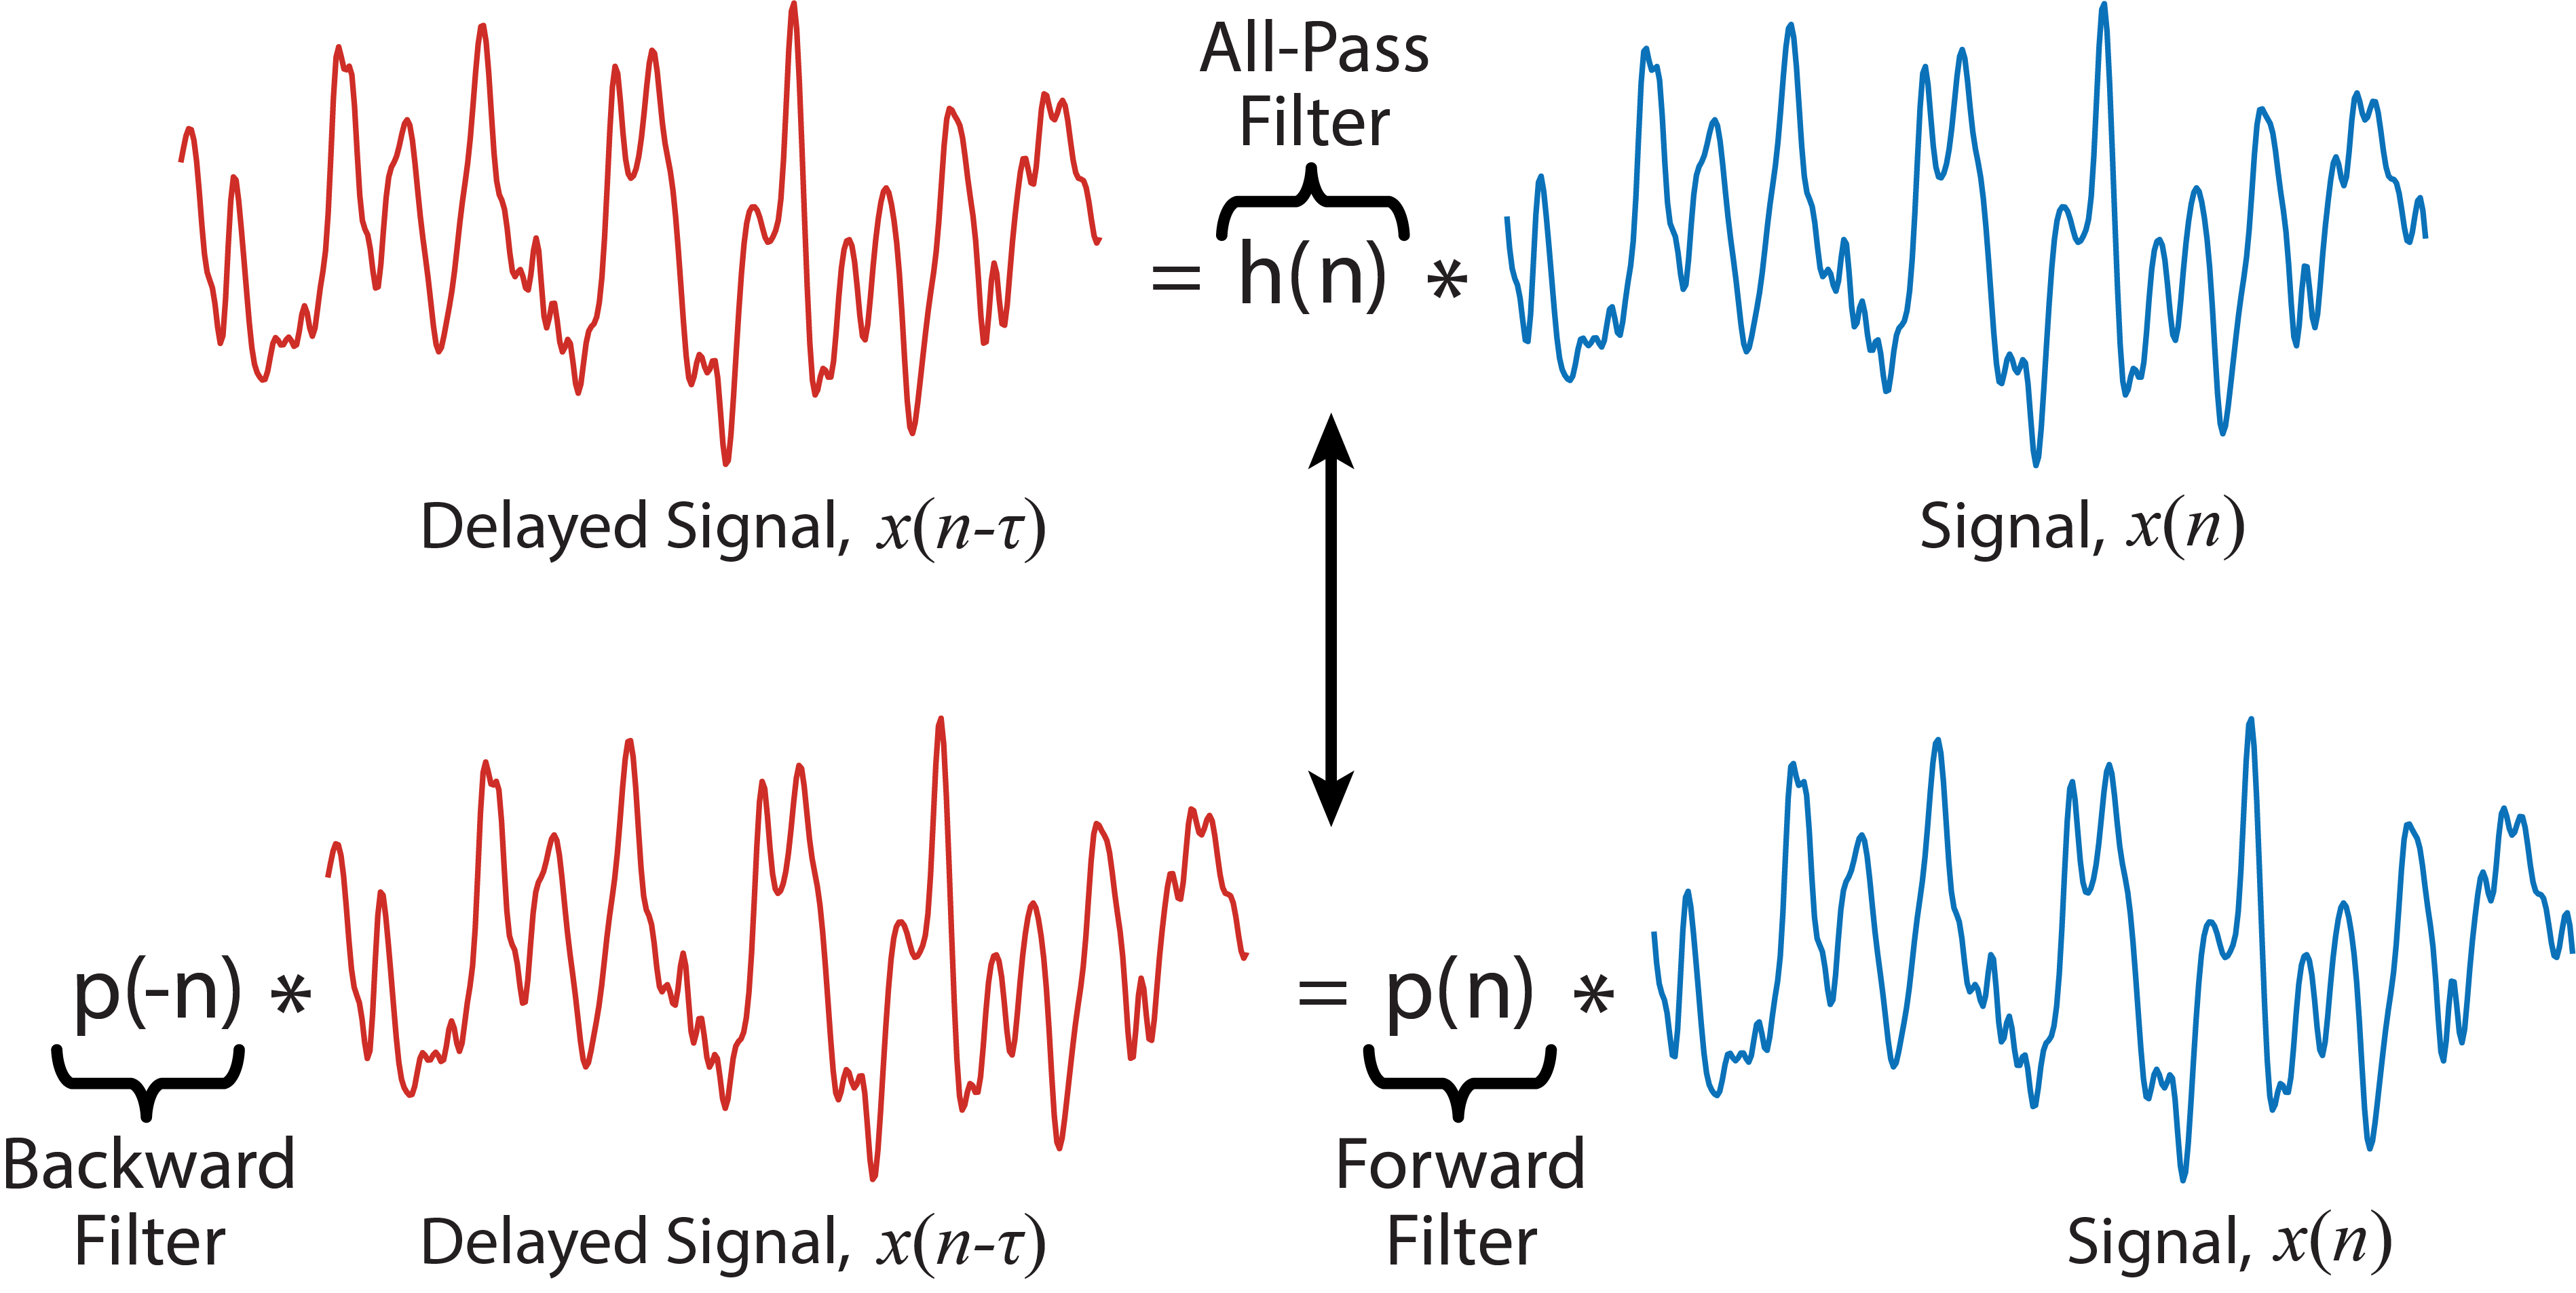 All-Pass
Filter
= h(n) *
Delayed Signal, x(n-τ)
Signal, x(n)
p(-n) * = p(n) *
Backward
Filter
Forward
Filter
Delayed Signal, x(n-τ)
Signal, x(n)